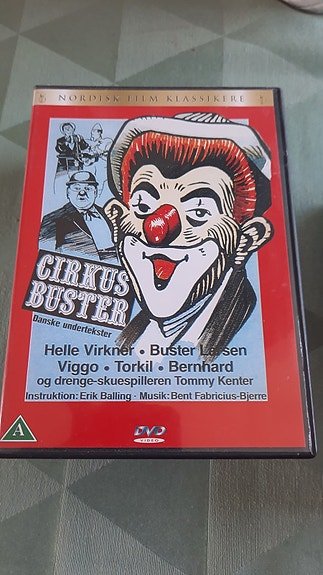 NORDISK FILM KLASSIKERE
CIRKUS
BUSTER
Danske undertekster
Helle Virkner • Buster Larsen
Viggo • Torkil • Bernhard
og drenge-skuespilleren Tommy Kenter
Instruktion: Erik Balling - Musik: Bent Fabricius-Bjerre
A
DVD
VIDEO